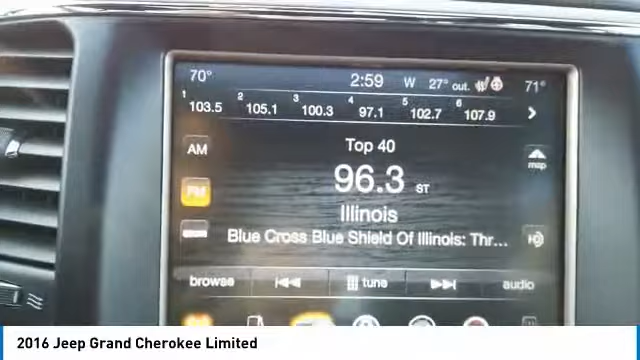 70° 2:59 W 27° out. 71°
1 103.5 2 105.1 3 100.3 4 97.1 5 102.7 6 107.9
AM
Top 40
96.3 ST
map
FM
Illinois
Blue Cross Blue Shield Of Illinois: Thr...
browse tune audio
2016 Jeep Grand Cherokee Limited